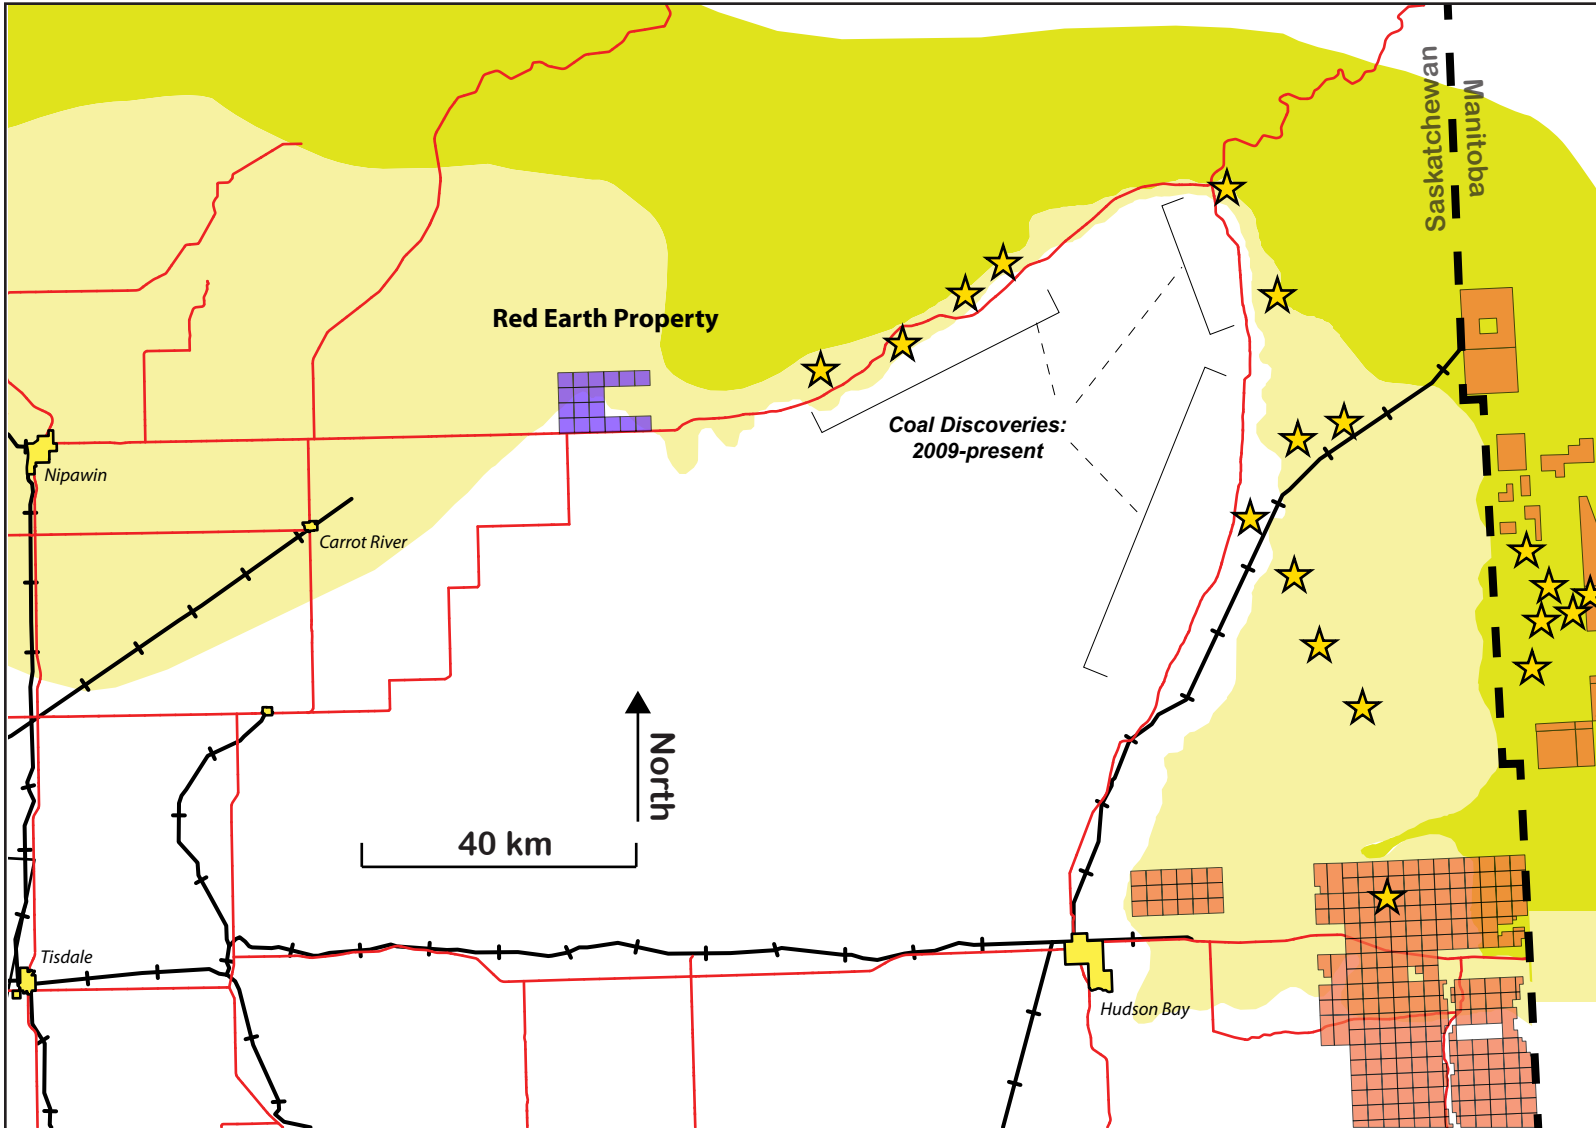 Saskatchewan
Manitoba
Red Earth Property
Coal Discoveries:
2009-present
Nipawin
Carrot River
North
40 km
Tisdale
Hudson Bay